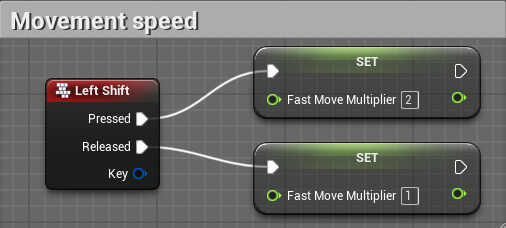 Movement speed
Left Shift
Pressed
Released
Key
SET
Fast Move Multiplier 2
SET
Fast Move Multiplier 1